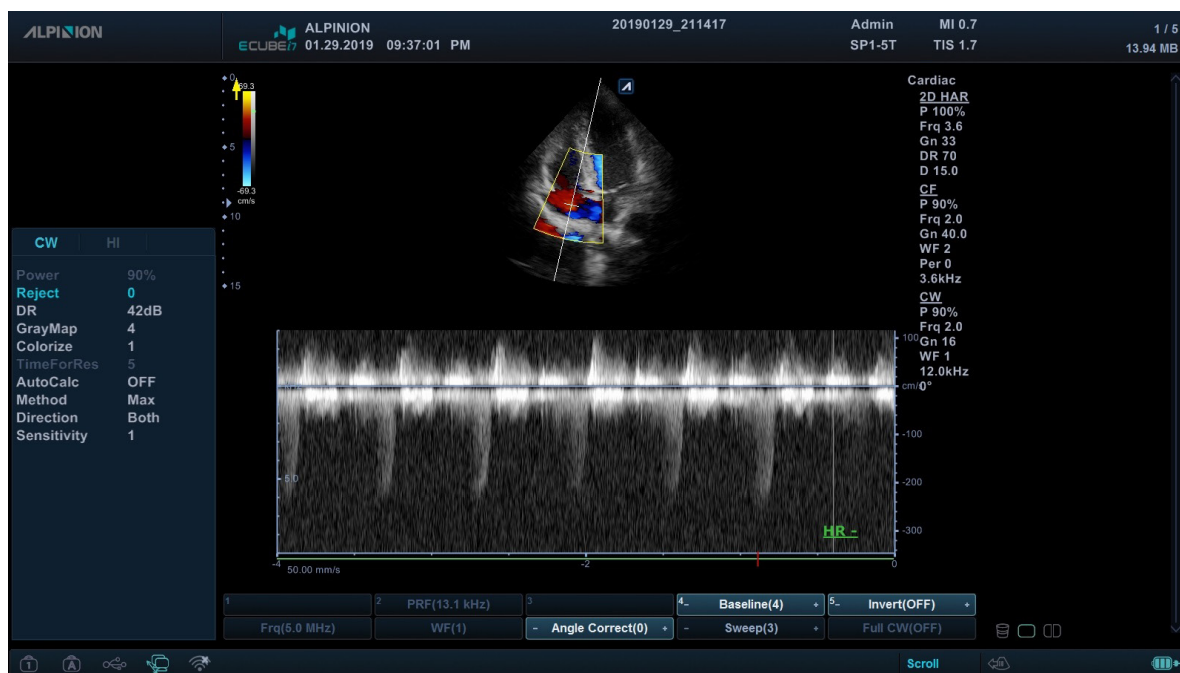 ALPINION
ECUBEi7
ALPINION
01.29.2019 09:37:01 PM
20190129_211417
Admin MI 0.7
SP1-5T TIS 1.7
1 / 5
13.94 MB
0
5
10
15
69.3
-69.3
cm/s
Cardiac
2D HAR
P 100%
Frq 3.6
Gn 33
DR 70
D 15.0
CF
P 90%
Frq 2.0
Gn 40.0
WF 2
Per 0
3.6kHz
CW
P 90%
Frq 2.0
Gn 16
WF 1
12.0kHz
0°
CW HI
Power 90%
Reject 0
DR 42dB
GrayMap 4
Colorize 1
TimeForRes 5
AutoCalc OFF
Method Max
Direction Both
Sensitivity 1
100
cm/s
-100
-200
-300
5.0
HR -
-4
-2
0
50.00 mm/s
1
2 PRF(13.1 kHz)
3
4- Baseline(4) +
5- Invert(OFF) +
Frq(5.0 MHz)
WF(1)
- Angle Correct(0) +
- Sweep(3) +
Full CW(OFF)
1
A
Scroll